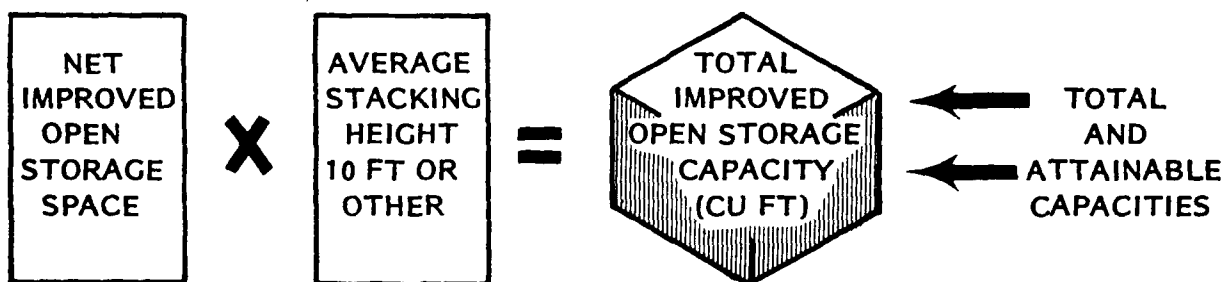 NET
IMPROVED
OPEN
STORAGE
SPACE
X
AVERAGE
STACKING
HEIGHT
10 FT OR
OTHER
=
TOTAL
IMPROVED
OPEN STORAGE
CAPACITY
(CU FT)
TOTAL
AND
ATTAINABLE
CAPACITIES